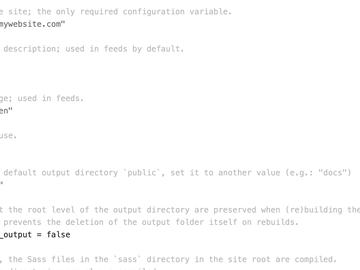 e site; the only required configuration variable.
mywebsite.com"
description; used in feeds by default.
ge; used in feeds.
en"
use.
default output directory `public`, set it to another value (e.g.: "docs")
"
t the root level of the output directory are preserved when (re)building the
prevents the deletion of the output folder itself on rebuilds.
_output = false
, the Sass files in the `sass` directory in the site root are compiled.